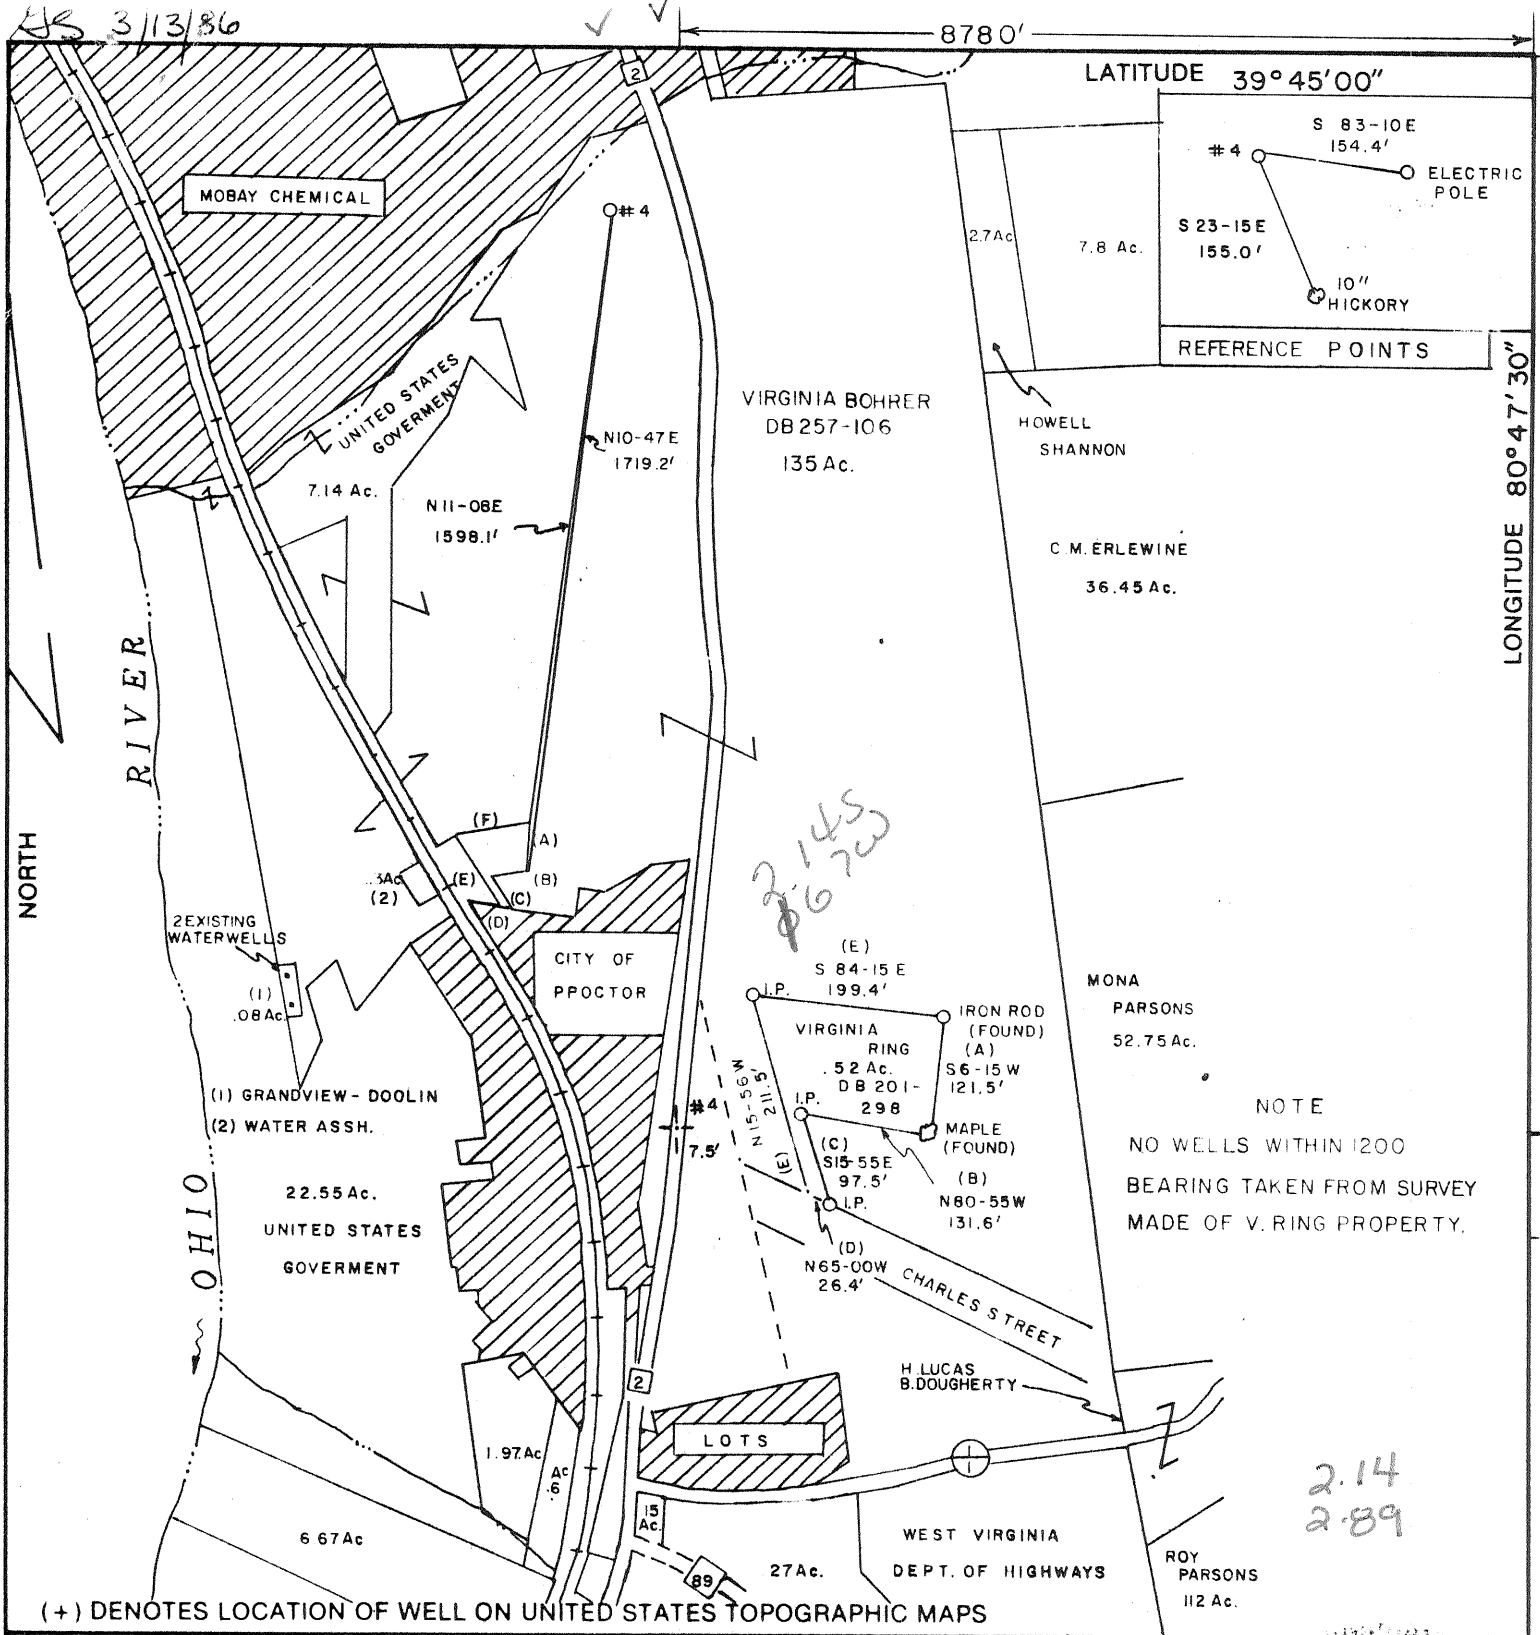 3/13/86
8780'
LATITUDE 39°45'00"
2
S 83-10E
154.4'
#4
ELECTRIC
POLE
S 23-15E
155.0'
10"
HICKORY
REFERENCE POINTS
LONGITUDE 80°47'30"
MOBAY CHEMICAL
#4
2.7Ac
7.8 Ac.
UNITED STATES
GOVERMENT
7.14 Ac.
N10-47E
1719.2'
N11-08E
1598.1'
VIRGINIA BOHRER
DB 257-106
135 Ac.
HOWELL
SHANNON
C.M. ERLEWINE
36.45 Ac.
RIVER
NORTH
(F)
(A)
(B)
(C)
(D)
(E)
.3Ac
(2)
2.14S
2 EXISTING
WATERWELLS
(1)
.08Ac.
CITY OF
PPOCTOR
(E)
S 84-15 E
199.4'
I.P.
IRON ROD
(FOUND)
(A)
S6-15W
121.5'
VIRGINIA
RING
.52 Ac.
DB 201-
298
MONA
PARSONS
52.75 Ac.
N15-56W
211.5'
(E)
#4
7.5'
I.P.
MAPLE
(FOUND)
(C)
S15-55E
97.5'
I.P.
(B)
N80-55W
131.6'
(D)
N65-00W
26.4'
CHARLES STREET
(1) GRANDVIEW-DOOLIN
(2) WATER ASSH.
22.55Ac.
UNITED STATES
GOVERMENT
OHIO
NOTE
NO WELLS WITHIN 1200
BEARING TAKEN FROM SURVEY
MADE OF V. RING PROPERTY.
H. LUCAS
B. DOUGHERTY
2
LOTS
1.97Ac
Ac
.6
15
Ac.
6.67Ac
89
27Ac.
WEST VIRGINIA
DEPT. OF HIGHWAYS
ROY
PARSONS
112 Ac.
2.14
2.89
(+) DENOTES LOCATION OF WELL ON UNITED STATES TOPOGRAPHIC MAPS